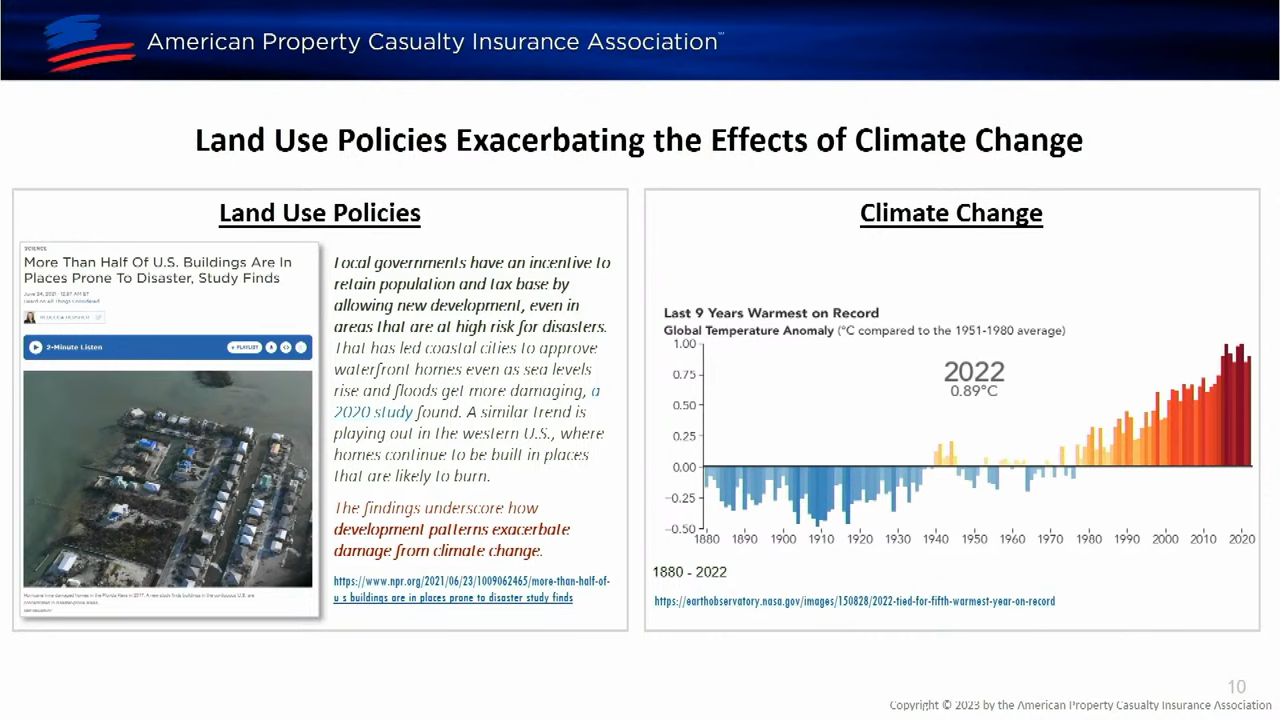 American Property Casualty Insurance Association™
Land Use Policies Exacerbating the Effects of Climate Change
Land Use Policies
SCIENCE
More Than Half Of U.S. Buildings Are In
Places Prone To Disaster, Study Finds
2-Minute Listen
+ PLAYLIST
Local governments have an incentive to
retain population and tax base by
allowing new development, even in
areas that are at high risk for disasters.
That has led coastal cities to approve
waterfront homes even as sea levels
rise and floods get more damaging, a
2020 study found. A similar trend is
playing out in the western U.S., where
homes continue to be built in places
that are likely to burn.
The findings underscore how
development patterns exacerbate
damage from climate change.
https://www.npr.org/2021/06/23/1009062465/more-than-half-of-
u s buildings are in places prone to disaster study finds
Climate Change
Last 9 Years Warmest on Record
Global Temperature Anomaly (°C compared to the 1951-1980 average)
1.00
0.75
0.50
0.25
0.00
−0.25
−0.50
2022
0.89°C
1880 1890 1900 1910 1920 1930 1940 1950 1960 1970 1980 1990 2000 2010 2020
1880 - 2022
https://earthobservatory.nasa.gov/images/150828/2022-tied-for-fifth-warmest-year-on-record
10
Copyright © 2023 by the American Property Casualty Insurance Association